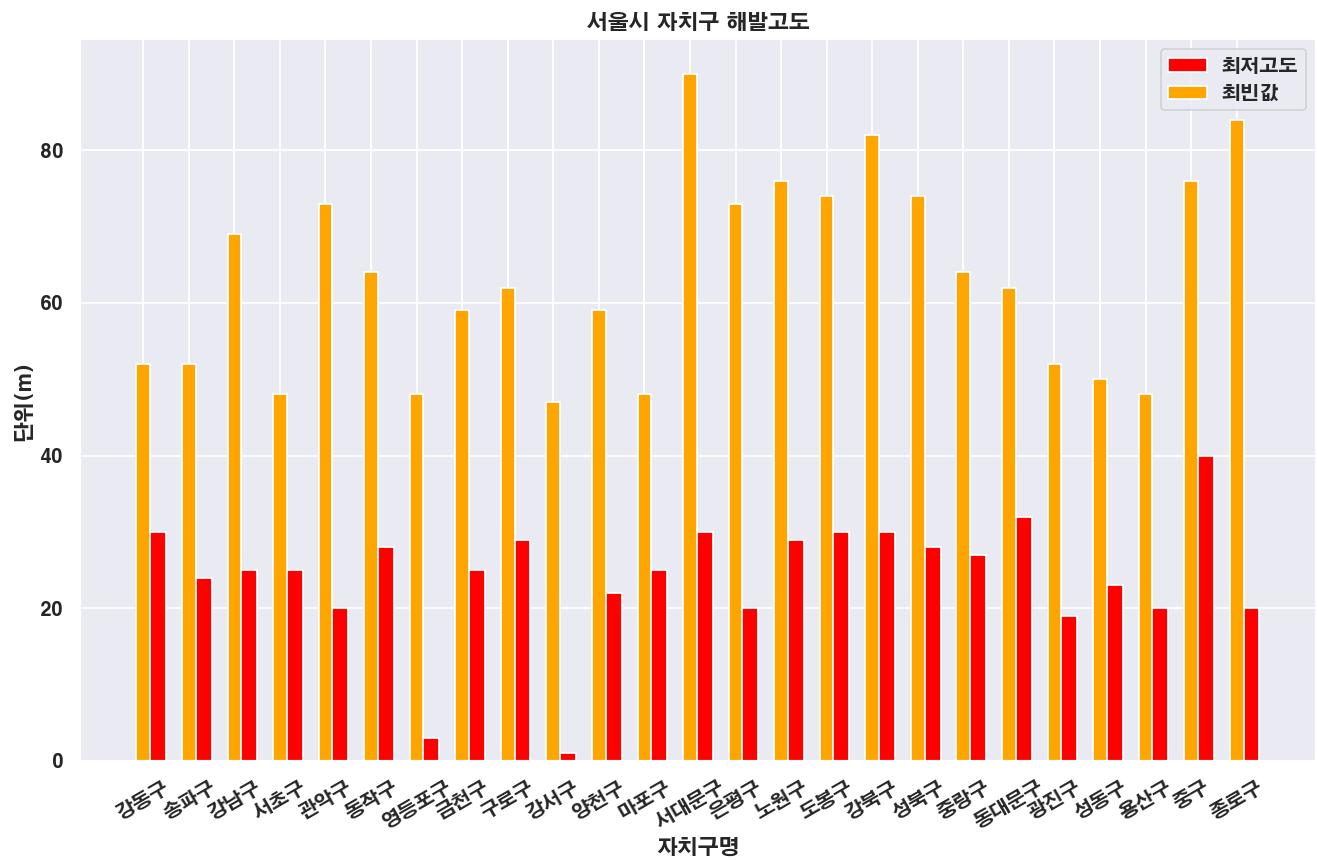 서울시 자치구 해발고도
최저고도
최빈값
80
60
40
20
0
단위(m)
강동구
송파구
강남구
서초구
관악구
동작구
영등포구
금천구
구로구
강서구
양천구
마포구
서대문구
은평구
노원구
도봉구
강북구
성북구
중랑구
동대문구
광진구
성동구
용산구
중구
종로구
자치구명